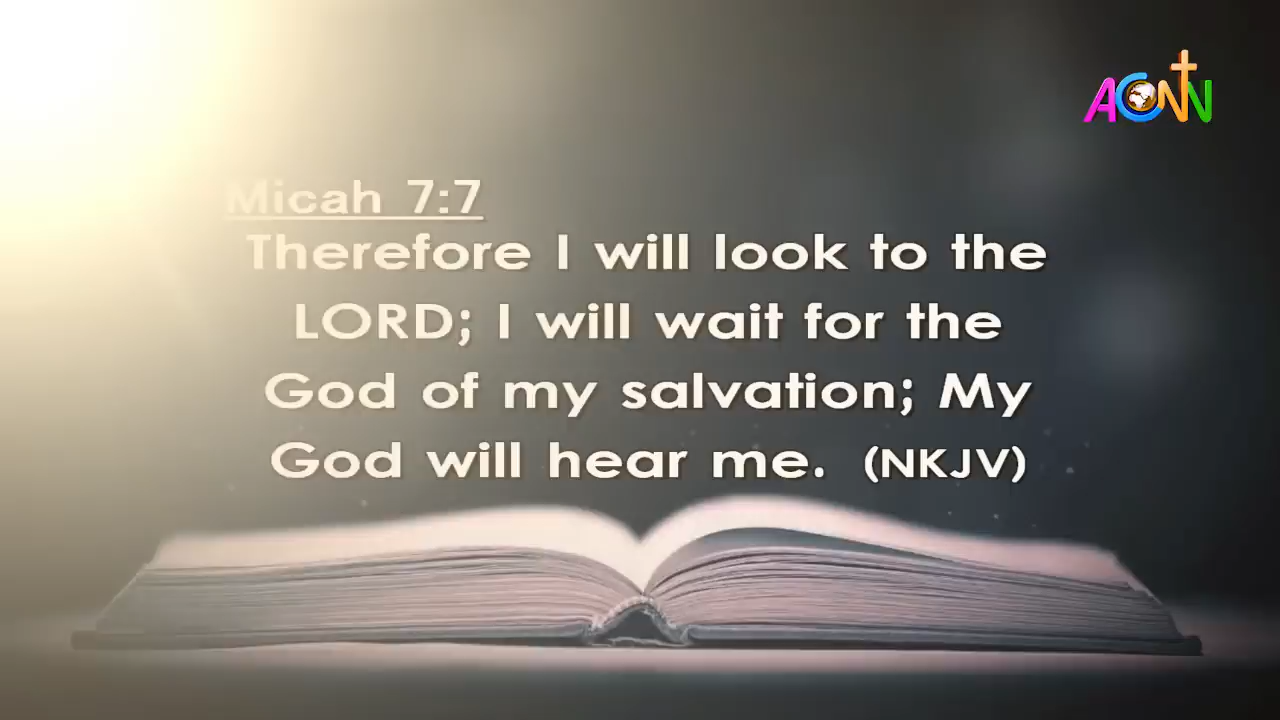 ACNN
Micah 7:7
Therefore I will look to the
LORD; I will wait for the
God of my salvation; My
God will hear me. (NKJV)